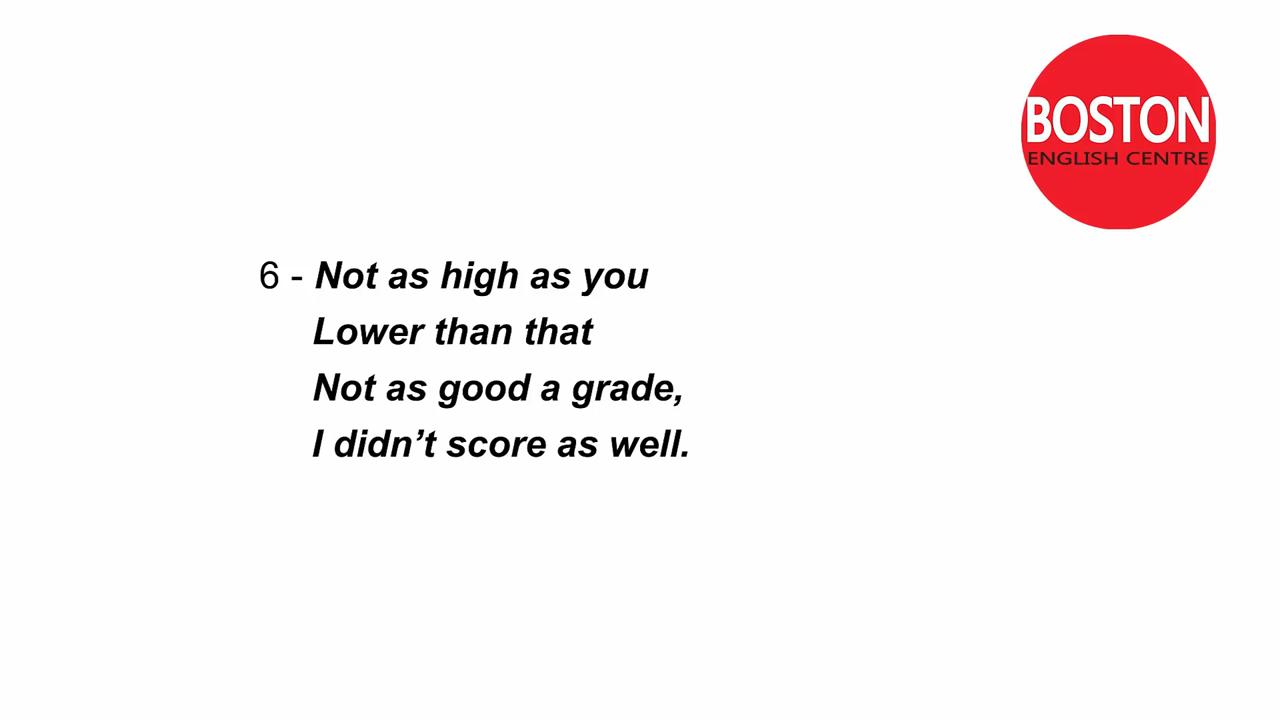 BOSTON
ENGLISH CENTRE
6 - Not as high as you
Lower than that
Not as good a grade,
I didn’t score as well.